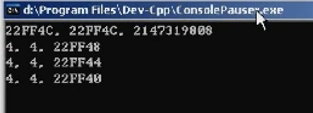 d:\Program Files\Dev-Cpp\ConsolePauser.exe
22FF4C, 22FF4C, 2147319808
4, 4, 22FF48
4, 4, 22FF44
4, 4, 22FF40